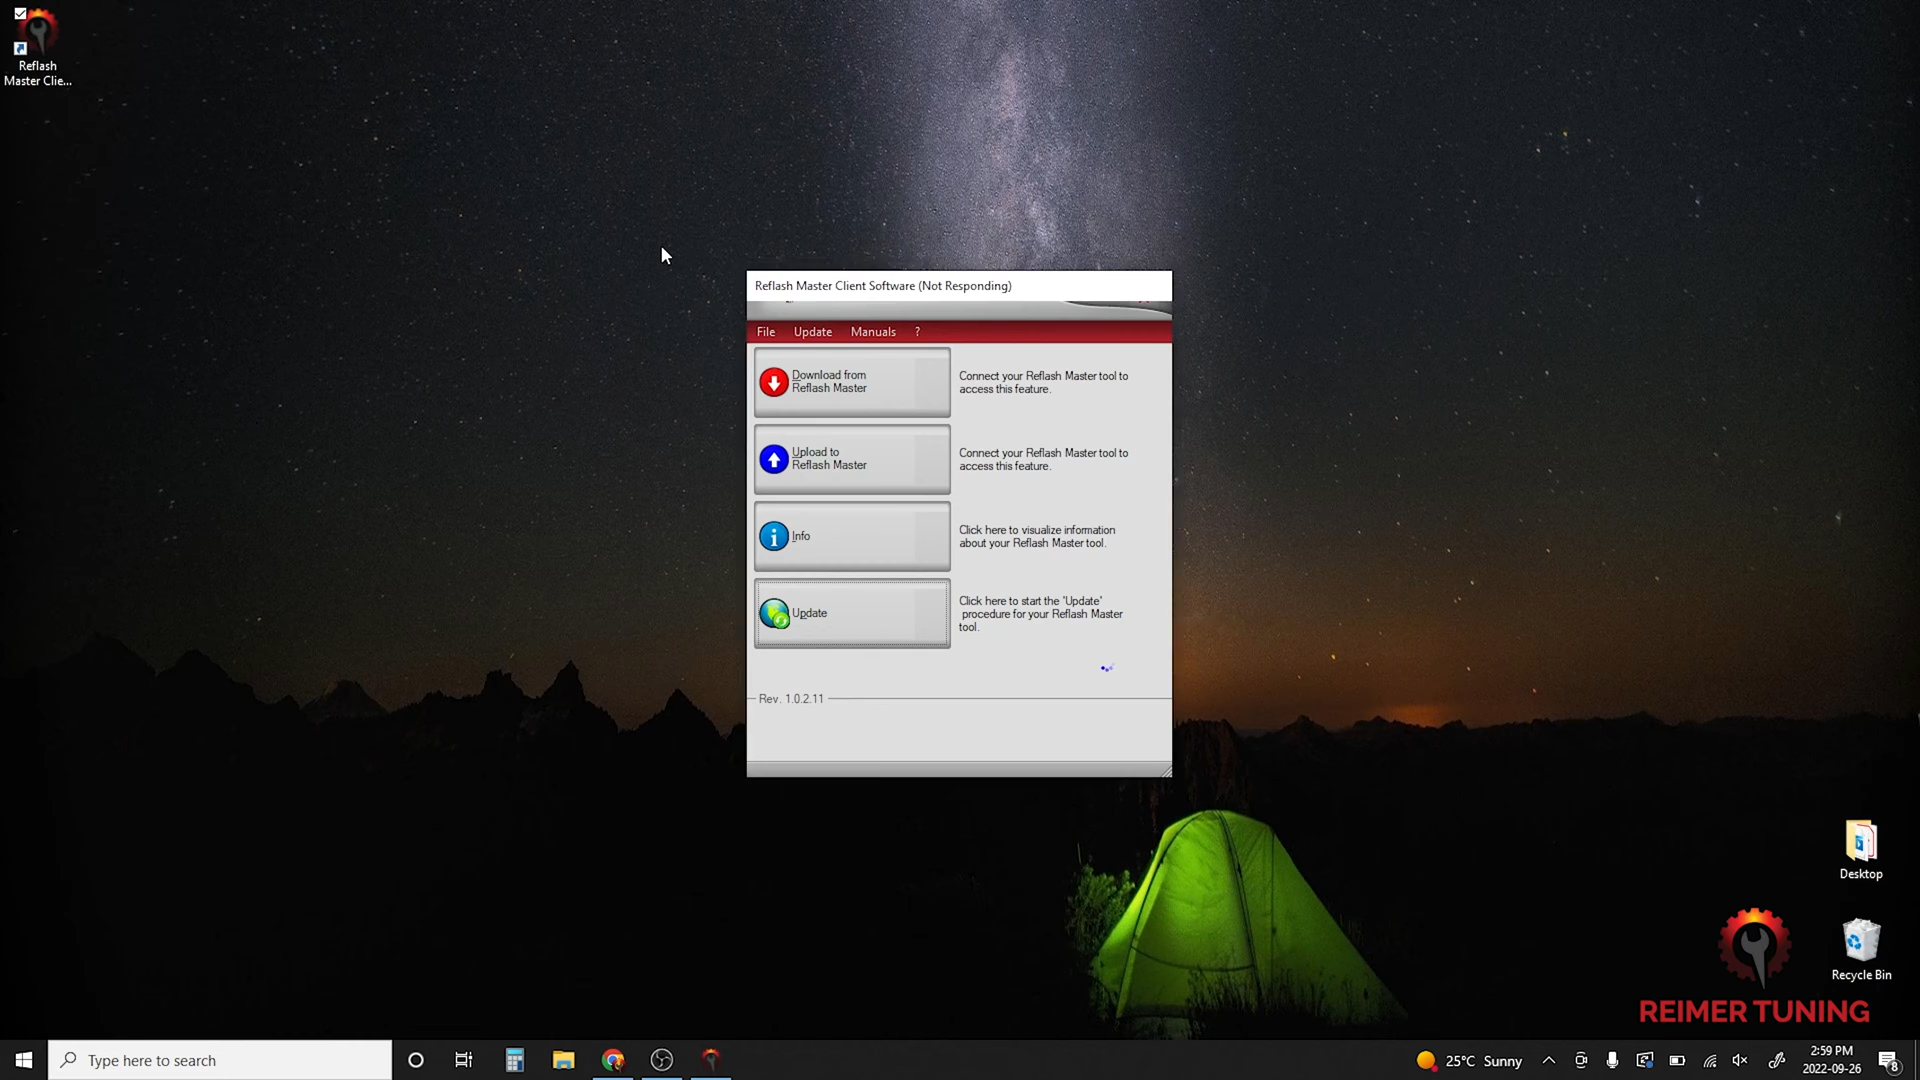 Reflash
Master Clie...
Reflash Master Client Software (Not Responding)
File Update Manuals ?
Download from
Reflash Master
Connect your Reflash Master tool to
access this feature.
Upload to
Reflash Master
Connect your Reflash Master tool to
access this feature.
Info
Click here to visualize information
about your Reflash Master tool.
Update
Click here to start the 'Update'
procedure for your Reflash Master
tool.
Rev. 1.0.2.11
Desktop
Recycle Bin
REIMER TUNING
Type here to search
25°C Sunny
2:59 PM
2022-09-26
8